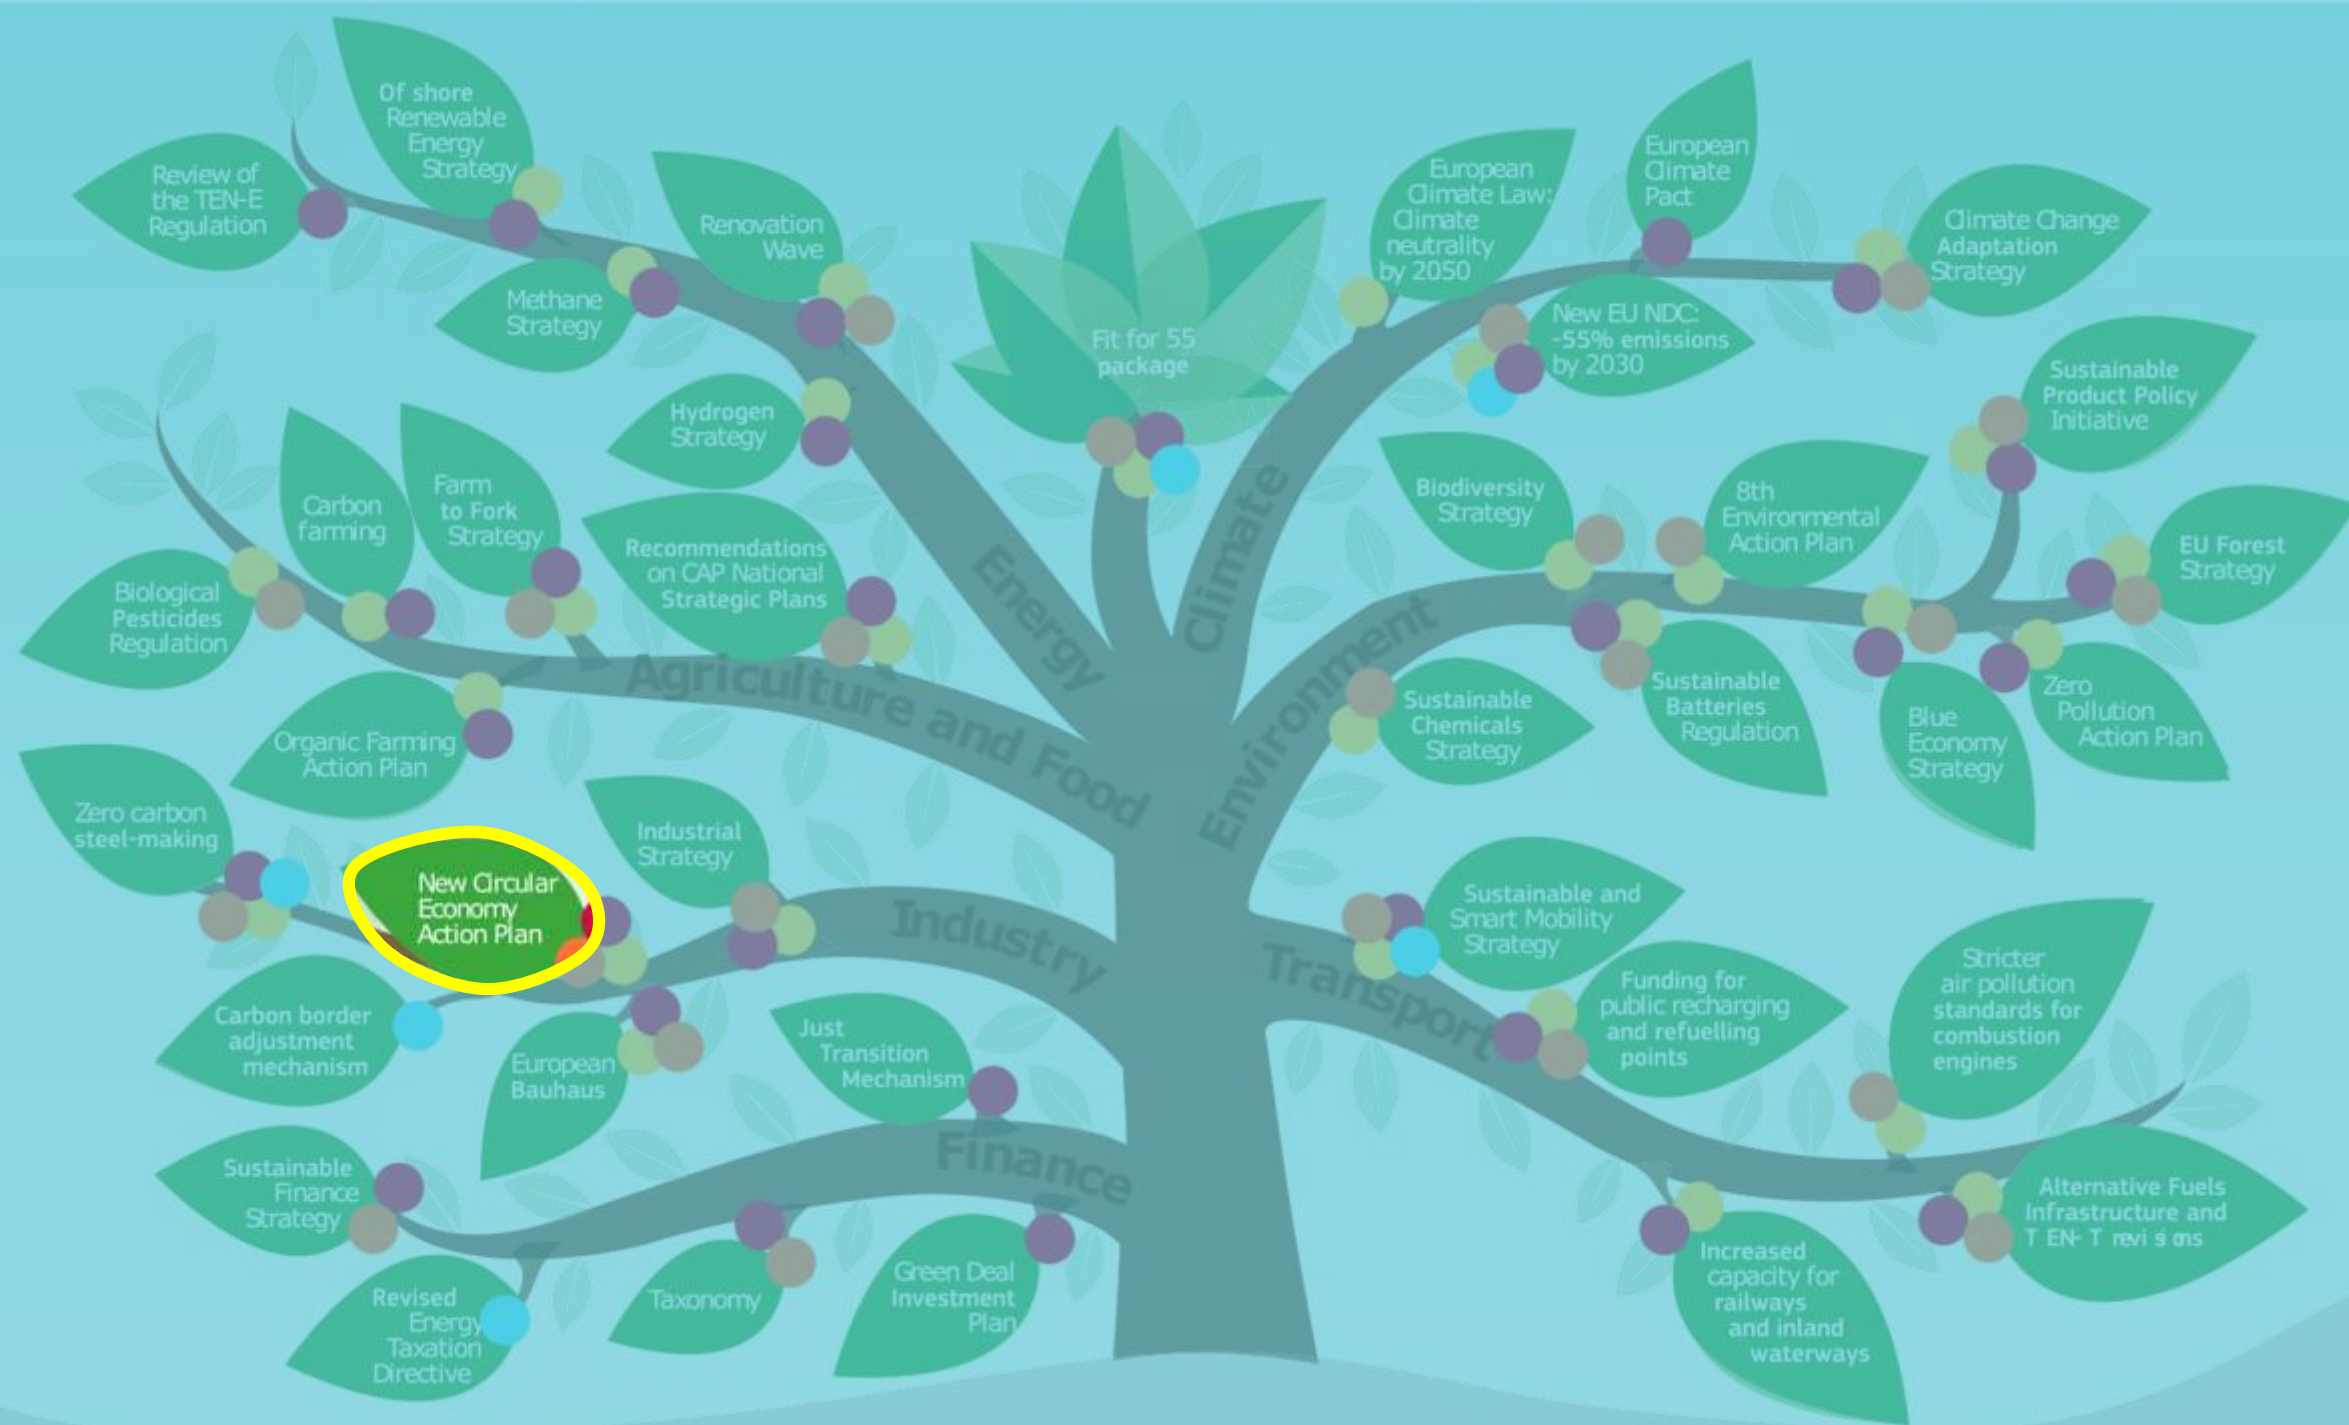 Of shore
Renewable
Energy
Strategy
Review of
the TEN-E
Regulation
Renovation
Wave
Methane
Strategy
Hydrogen
Strategy
Fit for 55
package
European
Climate Law:
Climate
neutrality
by 2050
European
Climate
Pact
Climate Change
Adaptation
Strategy
New EU NDC:
-55% emissions
by 2030
Sustainable
Product Policy
Initiative
Carbon
farming
Farm
to Fork
Strategy
Recommendations
on CAP National
Strategic Plans
Biological
Pesticides
Regulation
Organic Farming
Action Plan
Energy
Climate
Agriculture and Food
Environment
Biodiversity
Strategy
8th
Environmental
Action Plan
EU Forest
Strategy
Sustainable
Chemicals
Strategy
Sustainable
Batteries
Regulation
Blue
Economy
Strategy
Zero
Pollution
Action Plan
Zero carbon
steel-making
New Circular
Economy
Action Plan
Industrial
Strategy
Industry
Carbon border
adjustment
mechanism
European
Bauhaus
Just
Transition
Mechanism
Transport
Sustainable and
Smart Mobility
Strategy
Funding for
public recharging
and refuelling
points
Stricter
air pollution
standards for
combustion
engines
Finance
Sustainable
Finance
Strategy
Revised
Energy
Taxation
Directive
Taxonomy
Green Deal
Investment
Plan
Increased
capacity for
railways
and inland
waterways
Alternative Fuels
Infrastructure and
TEN-T revisions